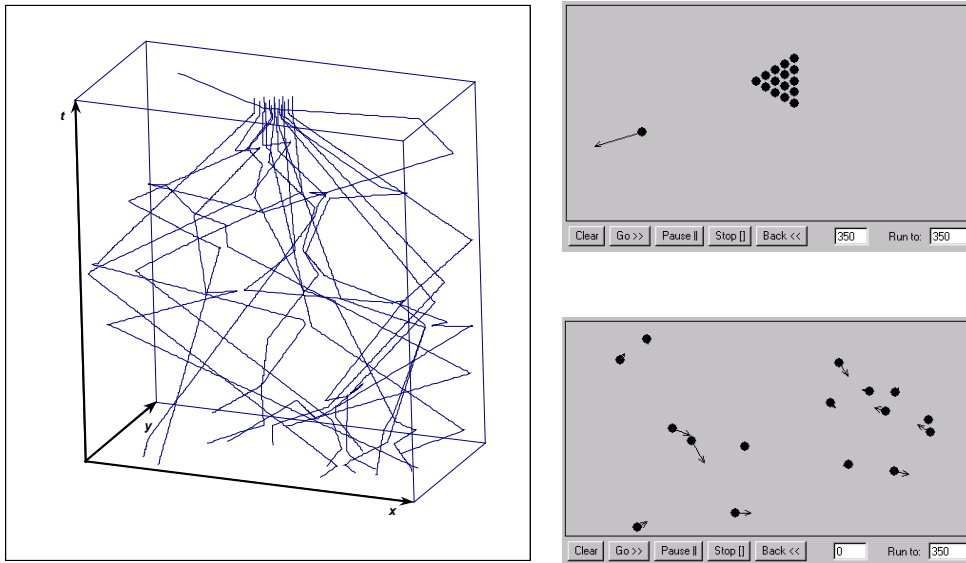 t
y
x
Clear Go >> Pause || Stop [] Back << 350 Run to: 350
Clear Go >> Pause || Stop [] Back << 0 Run to: 350